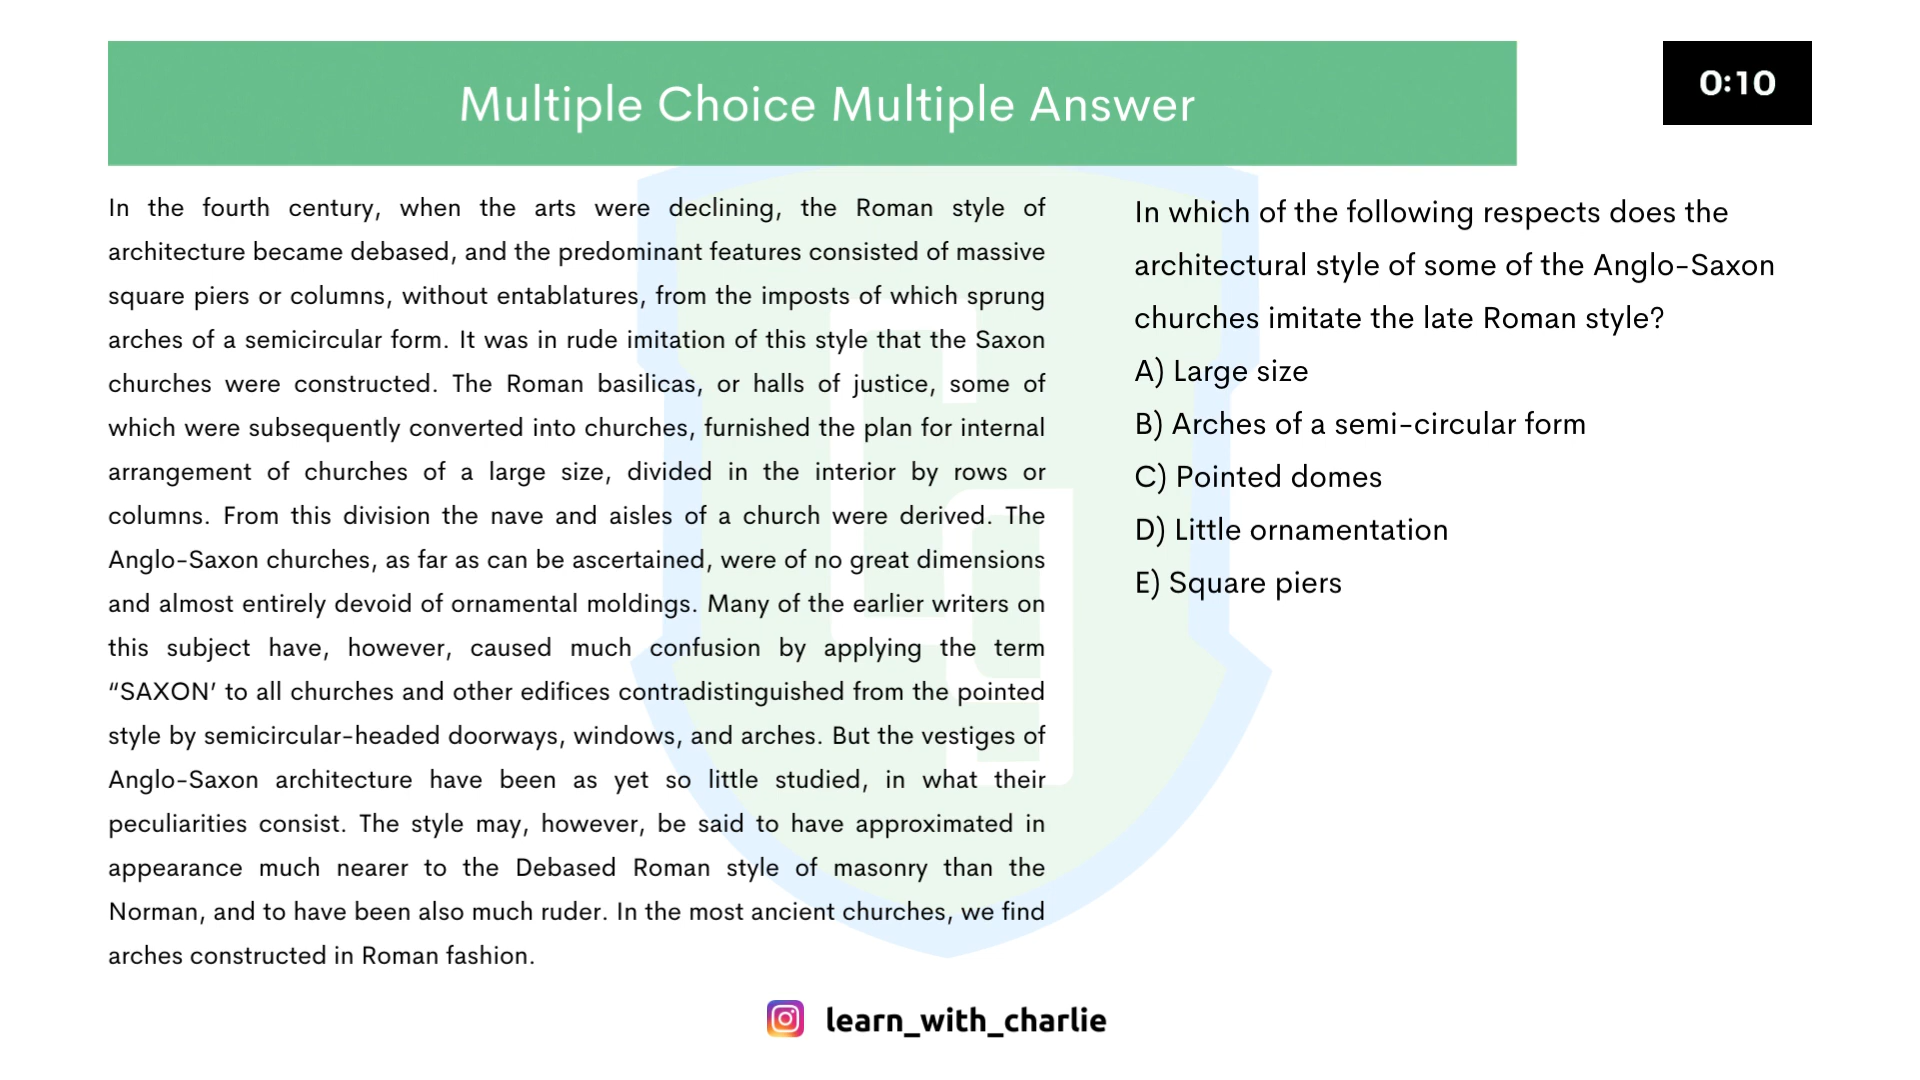 Multiple Choice Multiple Answer
0:10
In the fourth century, when the arts were declining, the Roman style of
architecture became debased, and the predominant features consisted of massive
square piers or columns, without entablatures, from the imposts of which sprung
arches of a semicircular form. It was in rude imitation of this style that the Saxon
churches were constructed. The Roman basilicas, or halls of justice, some of
which were subsequently converted into churches, furnished the plan for internal
arrangement of churches of a large size, divided in the interior by rows or
columns. From this division the nave and aisles of a church were derived. The
Anglo-Saxon churches, as far as can be ascertained, were of no great dimensions
and almost entirely devoid of ornamental moldings. Many of the earlier writers on
this subject have, however, caused much confusion by applying the term
“SAXON’ to all churches and other edifices contradistinguished from the pointed
style by semicircular-headed doorways, windows, and arches. But the vestiges of
Anglo-Saxon architecture have been as yet so little studied, in what their
peculiarities consist. The style may, however, be said to have approximated in
appearance much nearer to the Debased Roman style of masonry than the
Norman, and to have been also much ruder. In the most ancient churches, we find
arches constructed in Roman fashion.
In which of the following respects does the
architectural style of some of the Anglo-Saxon
churches imitate the late Roman style?
A) Large size
B) Arches of a semi-circular form
C) Pointed domes
D) Little ornamentation
E) Square piers
learn_with_charlie